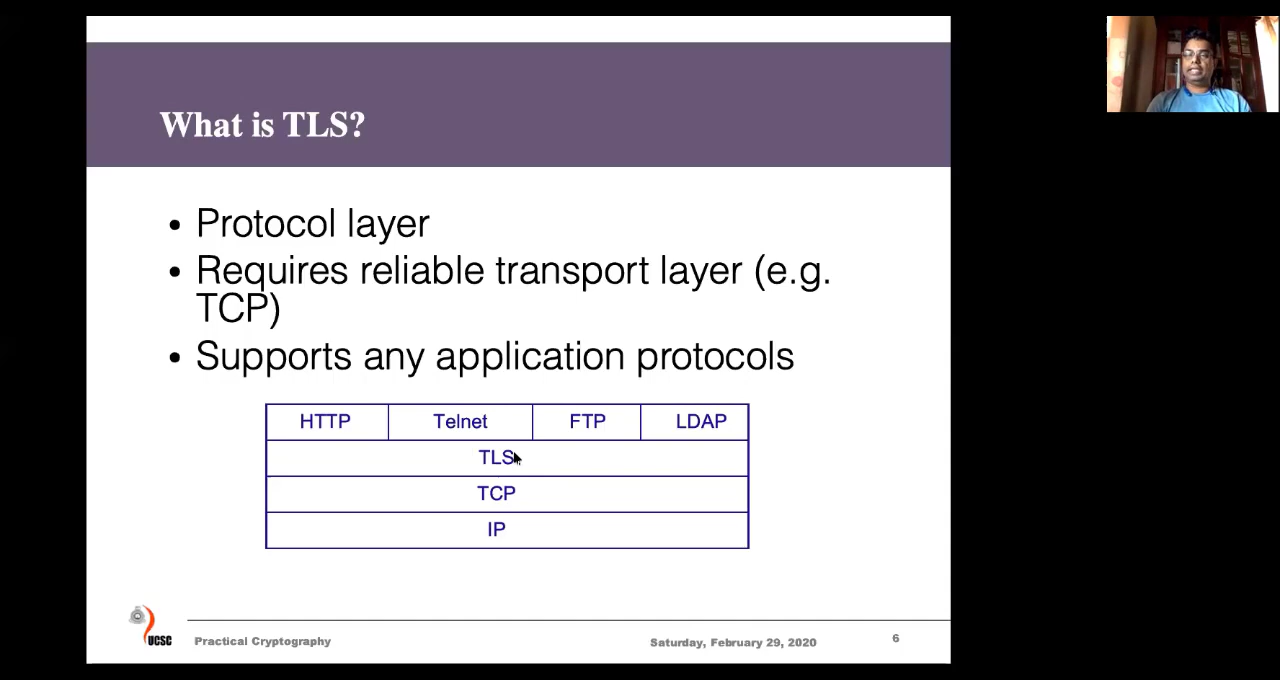 What is TLS?
• Protocol layer
• Requires reliable transport layer (e.g.
TCP)
• Supports any application protocols
HTTP Telnet FTP LDAP
TLS
TCP
IP
UCSC
Practical Cryptography
Saturday, February 29, 2020
6